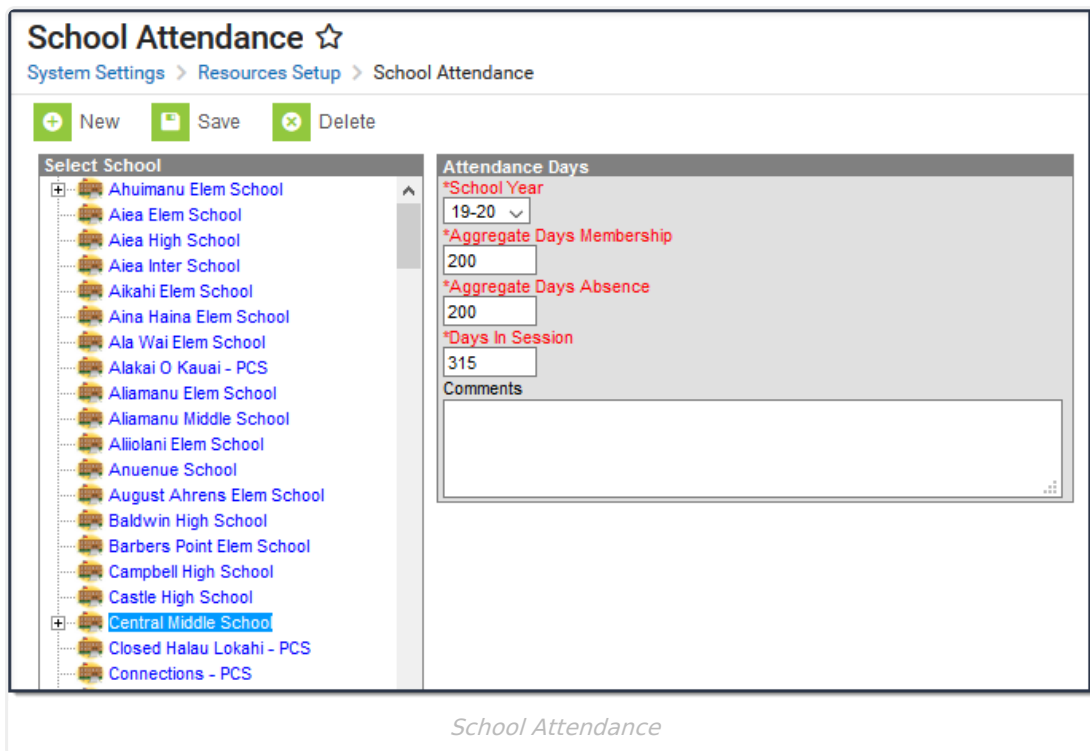 School Attendance
System Settings > Resources Setup > School Attendance
New Save Delete
Select School
Ahuimanu Elem School
Aiea Elem School
Aiea High School
Aiea Inter School
Aikahi Elem School
Aina Haina Elem School
Ala Wai Elem School
Alakai O Kauai - PCS
Aliamanu Elem School
Aliamanu Middle School
Aliiolani Elem School
Anuenue School
August Ahrens Elem School
Baldwin High School
Barbers Point Elem School
Campbell High School
Castle High School
Central Middle School
Closed Halau Lokahi - PCS
Connections - PCS
Attendance Days
*School Year
19-20
*Aggregate Days Membership
200
*Aggregate Days Absence
200
*Days In Session
315
Comments
School Attendance